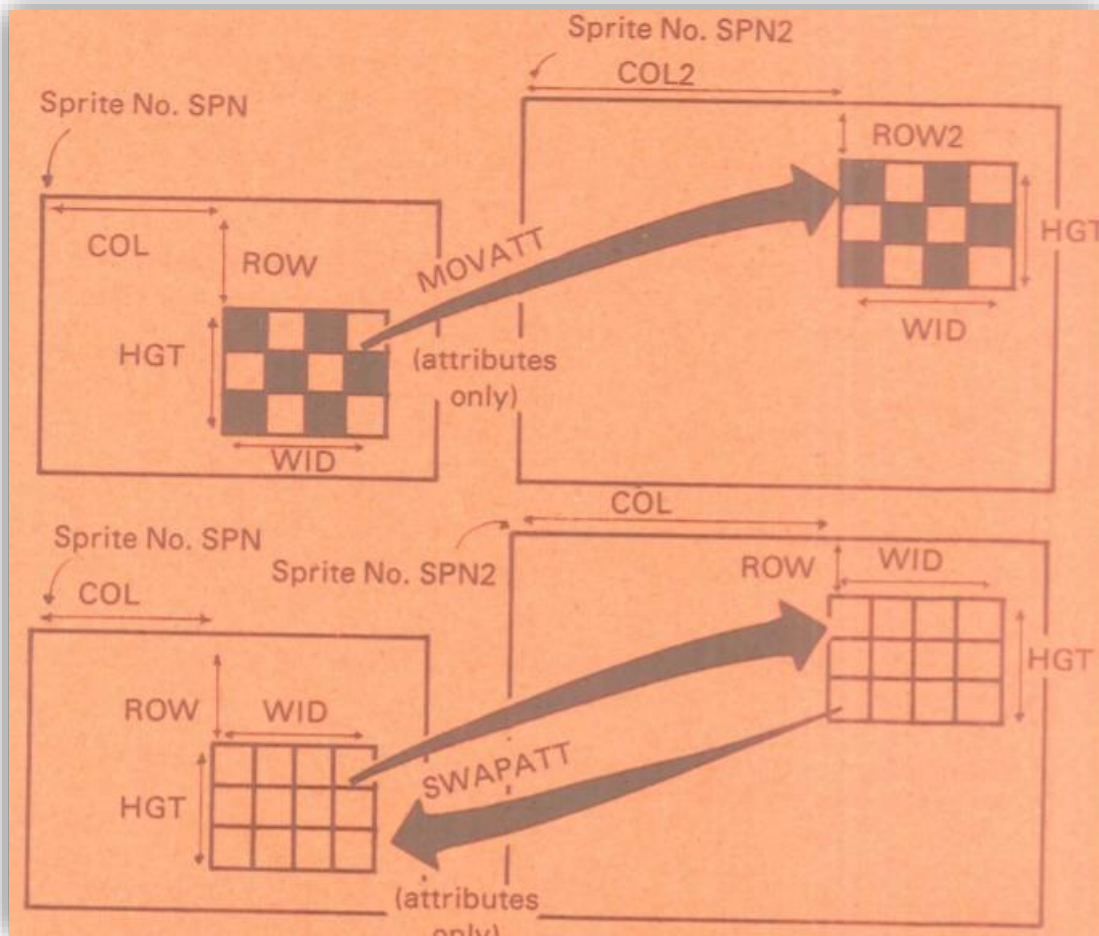 Sprite No. SPN2
COL2
Sprite No. SPN
ROW2
COL
ROW
MOVATT
HGT
HGT
WID
(attributes
only)
WID
COL
Sprite No. SPN
Sprite No. SPN2
ROW
WID
COL
HGT
ROW
WID
SWAPATT
HGT
(attributes
only)